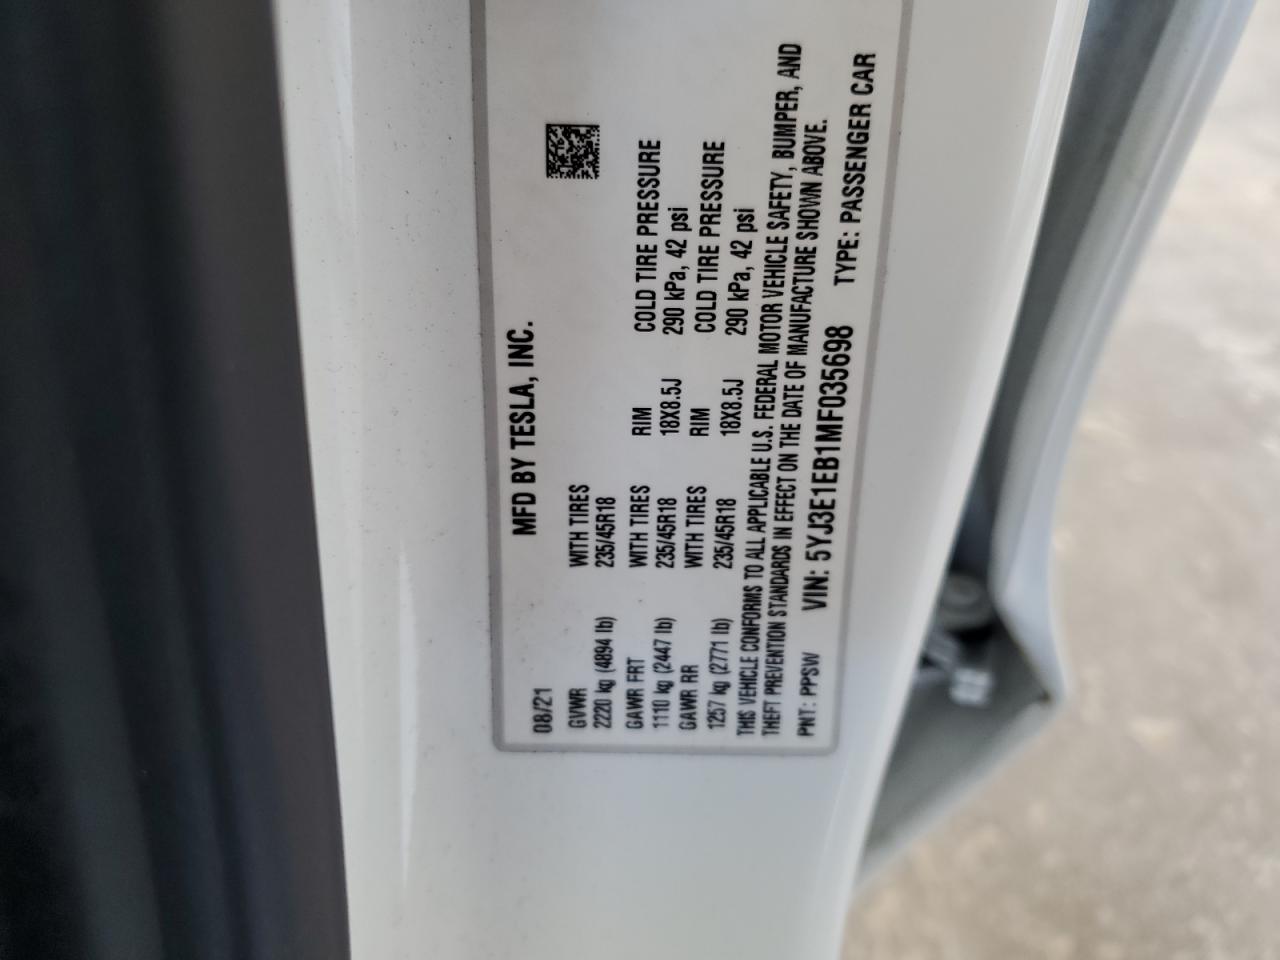 MFD BY TESLA, INC.
08/21
GVWR WITH TIRES
2220 kg (4894 lb) 235/45R18
GAWR FRT WITH TIRES RIM COLD TIRE PRESSURE
1110 kg (2447 lb) 235/45R18 18X8.5J 290 kPa, 42 psi
GAWR RR WITH TIRES RIM COLD TIRE PRESSURE
1257 kg (2771 lb) 235/45R18 18X8.5J 290 kPa, 42 psi
THIS VEHICLE CONFORMS TO ALL APPLICABLE U.S. FEDERAL MOTOR VEHICLE SAFETY, BUMPER, AND
THEFT PREVENTION STANDARDS IN EFFECT ON THE DATE OF MANUFACTURE SHOWN ABOVE.
PNT: PPSW VIN: 5YJ3E1EB1MF035698 TYPE: PASSENGER CAR